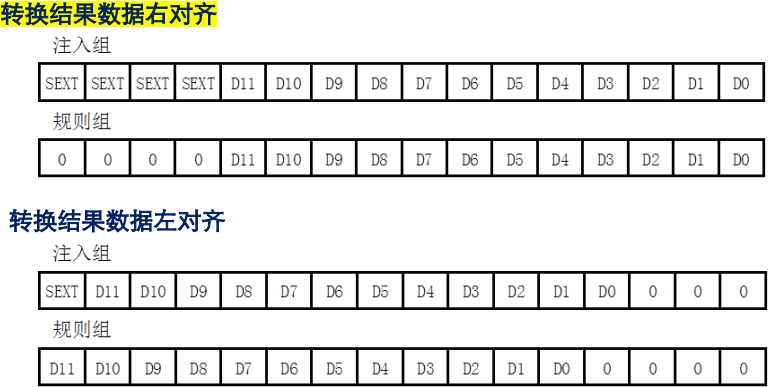 转换结果数据右对齐
注入组
SEXT SEXT SEXT SEXT D11 D10 D9 D8 D7 D6 D5 D4 D3 D2 D1 D0
规则组
0 0 0 0 D11 D10 D9 D8 D7 D6 D5 D4 D3 D2 D1 D0
转换结果数据左对齐
注入组
SEXT D11 D10 D9 D8 D7 D6 D5 D4 D3 D2 D1 D0 0 0 0
规则组
D11 D10 D9 D8 D7 D6 D5 D4 D3 D2 D1 D0 0 0 0 0